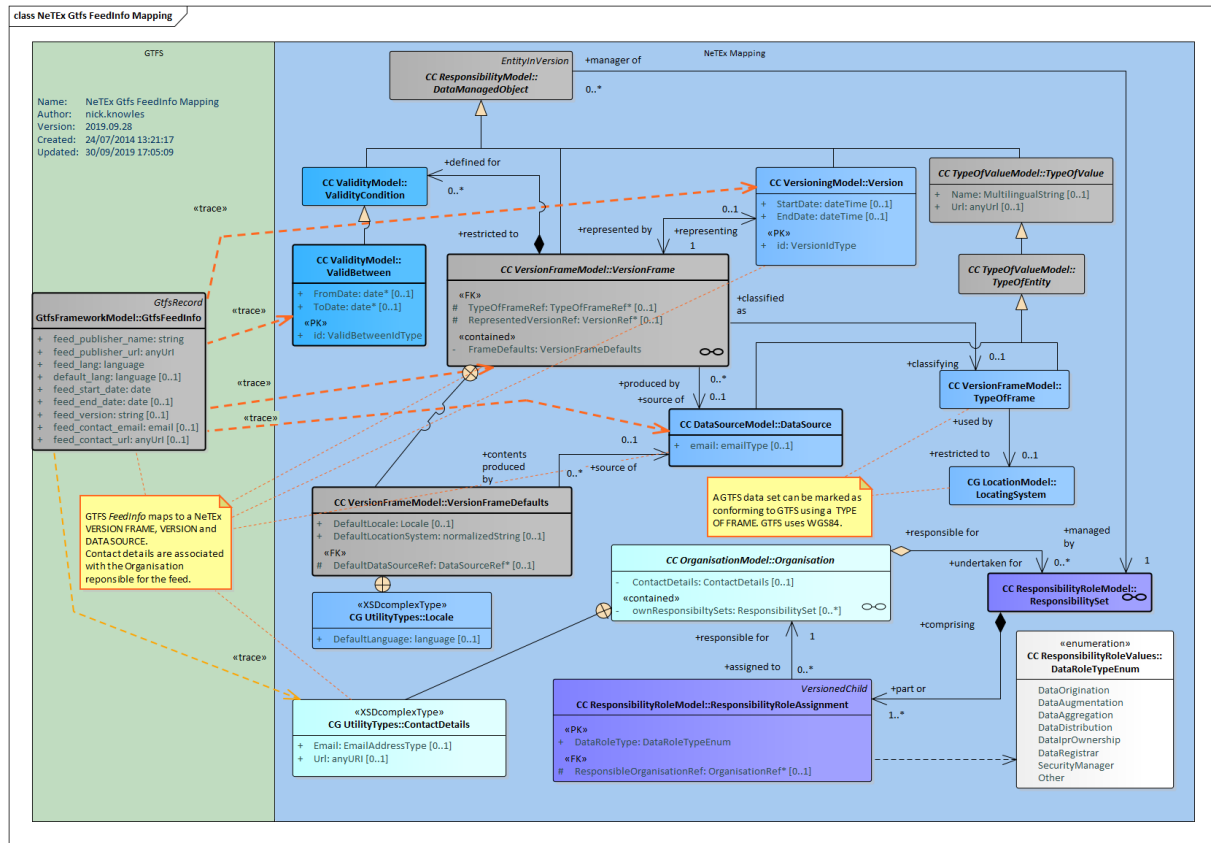 class NeTEx Gtfs FeedInfo Mapping
GTFS
Name: NeTEx Gtfs FeedInfo Mapping
Author: nick.knowles
Version: 2019.09.28
Created: 24/07/2014 13:21:17
Updated: 30/09/2019 17:05:09
NeTEx Mapping
EntityInVersion
CC ResponsibilityModel::
DataManagedObject
+manager of
0..*
CC ValidityModel::
ValidityCondition
+defined for
0..*
CC VersioningModel::Version
+ StartDate: dateTime [0..1]
+ EndDate: dateTime [0..1]
«PK»
+ id: VersionIdType
CC TypeOfValueModel::TypeOfValue
+ Name: MultilingualString [0..1]
+ Url: anyUrl [0..1]
«trace»
+restricted to
+represented by
0..1
+representing
1
CC ValidityModel::
ValidBetween
+ FromDate: date* [0..1]
+ ToDate: date* [0..1]
«PK»
+ id: ValidBetweenIdType
CC VersionFrameModel::VersionFrame
«FK»
# TypeOfFrameRef: TypeOfFrameRef* [0..1]
# RepresentedVersionRef: VersionRef* [0..1]
«contained»
- FrameDefaults: VersionFrameDefaults
CC TypeOfValueModel::
TypeOfEntity
GtfsRecord
GtfsFrameworkModel::GtfsFeedInfo
+ feed_publisher_name: string
+ feed_publisher_url: anyUrl
+ feed_lang: language
+ default_lang: language [0..1]
+ feed_start_date: date
+ feed_end_date: date [0..1]
+ feed_version: string [0..1]
+ feed_contact_email: email [0..1]
+ feed_contact_url: anyUrl [0..1]
«trace»
«trace»
«trace»
+classified
as
+classifying
0..1
+produced by
0..*
+source of
0..1
CC VersionFrameModel::
TypeOfFrame
CC DataSourceModel::DataSource
+ email: emailType [0..1]
+used by
+restricted to
0..1
0..1
+contents
produced
by
0..*
+source of
CG LocationModel::
LocatingSystem
A GTFS data set can be marked as
conforming to GTFS using a TYPE
OF FRAME. GTFS uses WGS84.
CC VersionFrameModel::VersionFrameDefaults
+ DefaultLocale: Locale [0..1]
+ DefaultLocationSystem: normalizedString [0..1]
«FK»
# DefaultDataSourceRef: DataSourceRef* [0..1]
GTFS FeedInfo maps to a NeTEx
VERSION FRAME, VERSION and
DATASOURCE.
Contact details are associated
with the Organisation
reponsible for the feed.
+responsible for
+managed
by
+undertaken for
0..*
1
CC OrganisationModel::Organisation
- ContactDetails: ContactDetails [0..1]
«contained»
- ownResponsibiltySets: ResponsibilitySet [0..*]
CC ResponsibilityRoleModel::
ResponsibilitySet
«XSDcomplexType»
CG UtilityTypes::Locale
+ DefaultLanguage: language [0..1]
+comprising
+responsible for
1
+assigned to
0..*
«enumeration»
CC ResponsibilityRoleValues::
DataRoleTypeEnum
DataOrigination
DataAugmentation
DataAggregation
DataDistribution
DataIprOwnership
DataRegistrar
SecurityManager
Other
«trace»
VersionedChild
CC ResponsibilityRoleModel::ResponsibilityRoleAssignment
«PK»
+ DataRoleType: DataRoleTypeEnum
«FK»
# ResponsibleOrganisationRef: OrganisationRef* [0..1]
+part or
1..*
«XSDcomplexType»
CG UtilityTypes::ContactDetails
+ Email: EmailAddressType [0..1]
+ Url: anyURI [0..1]